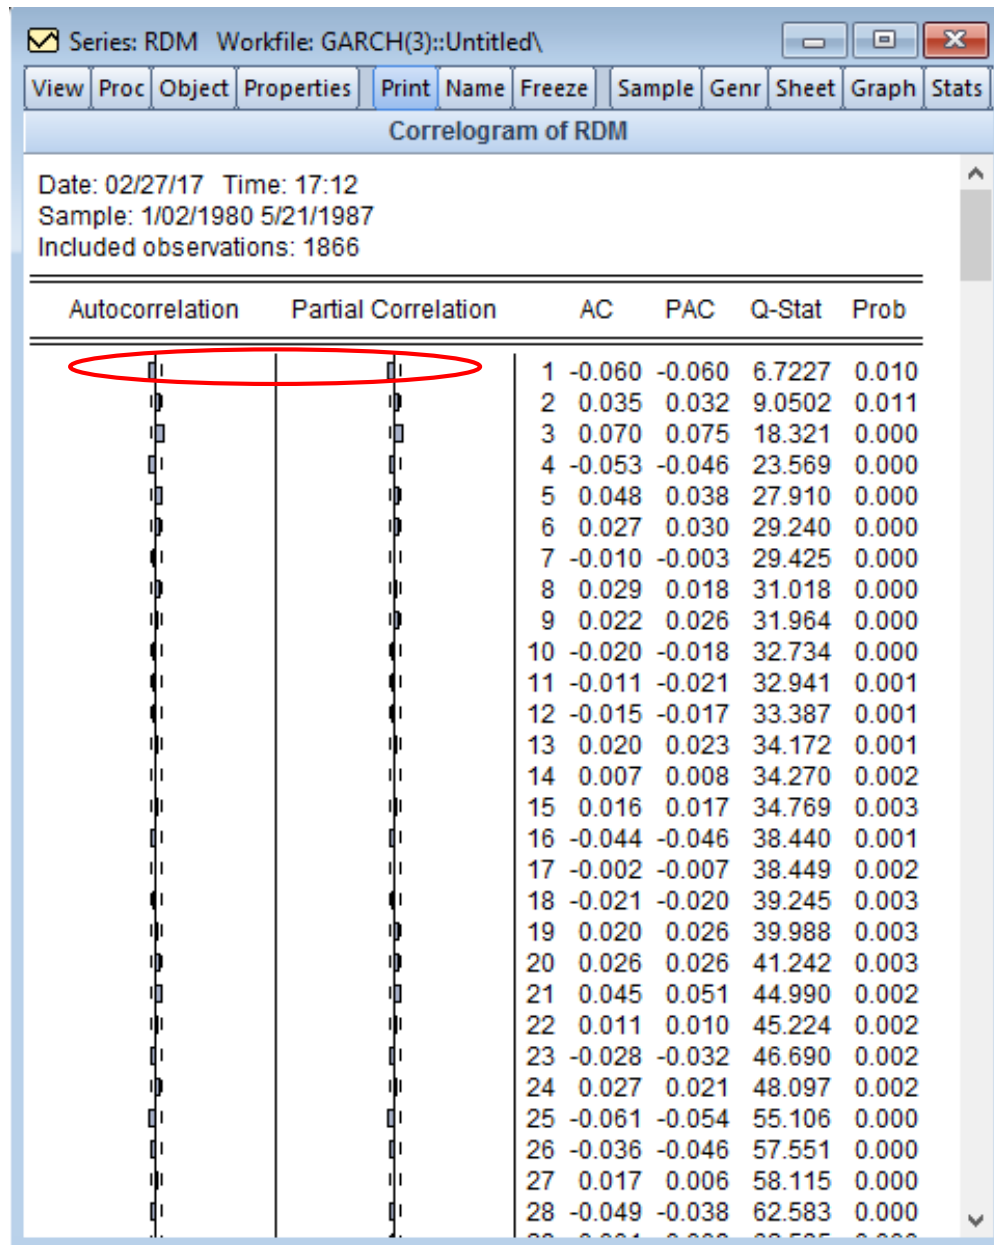 Series: RDM Workfile: GARCH(3)::Untitled\
View Proc Object Properties Print Name Freeze Sample Genr Sheet Graph Stats
Correlogram of RDM
Date: 02/27/17 Time: 17:12
Sample: 1/02/1980 5/21/1987
Included observations: 1866
Autocorrelation Partial Correlation AC PAC Q-Stat Prob
1 -0.060 -0.060 6.7227 0.010
2 0.035 0.032 9.0502 0.011
3 0.070 0.075 18.321 0.000
4 -0.053 -0.046 23.569 0.000
5 0.048 0.038 27.910 0.000
6 0.027 0.030 29.240 0.000
7 -0.010 -0.003 29.425 0.000
8 0.029 0.018 31.018 0.000
9 0.022 0.026 31.964 0.000
10 -0.020 -0.018 32.734 0.000
11 -0.011 -0.021 32.941 0.001
12 -0.015 -0.017 33.387 0.001
13 0.020 0.023 34.172 0.001
14 0.007 0.008 34.270 0.002
15 0.016 0.017 34.769 0.003
16 -0.044 -0.046 38.440 0.001
17 -0.002 -0.007 38.449 0.002
18 -0.021 -0.020 39.245 0.003
19 0.020 0.026 39.988 0.003
20 0.026 0.026 41.242 0.003
21 0.045 0.051 44.990 0.002
22 0.011 0.010 45.224 0.002
23 -0.028 -0.032 46.690 0.002
24 0.027 0.021 48.097 0.002
25 -0.061 -0.054 55.106 0.000
26 -0.036 -0.046 57.551 0.000
27 0.017 0.006 58.115 0.000
28 -0.049 -0.038 62.583 0.000